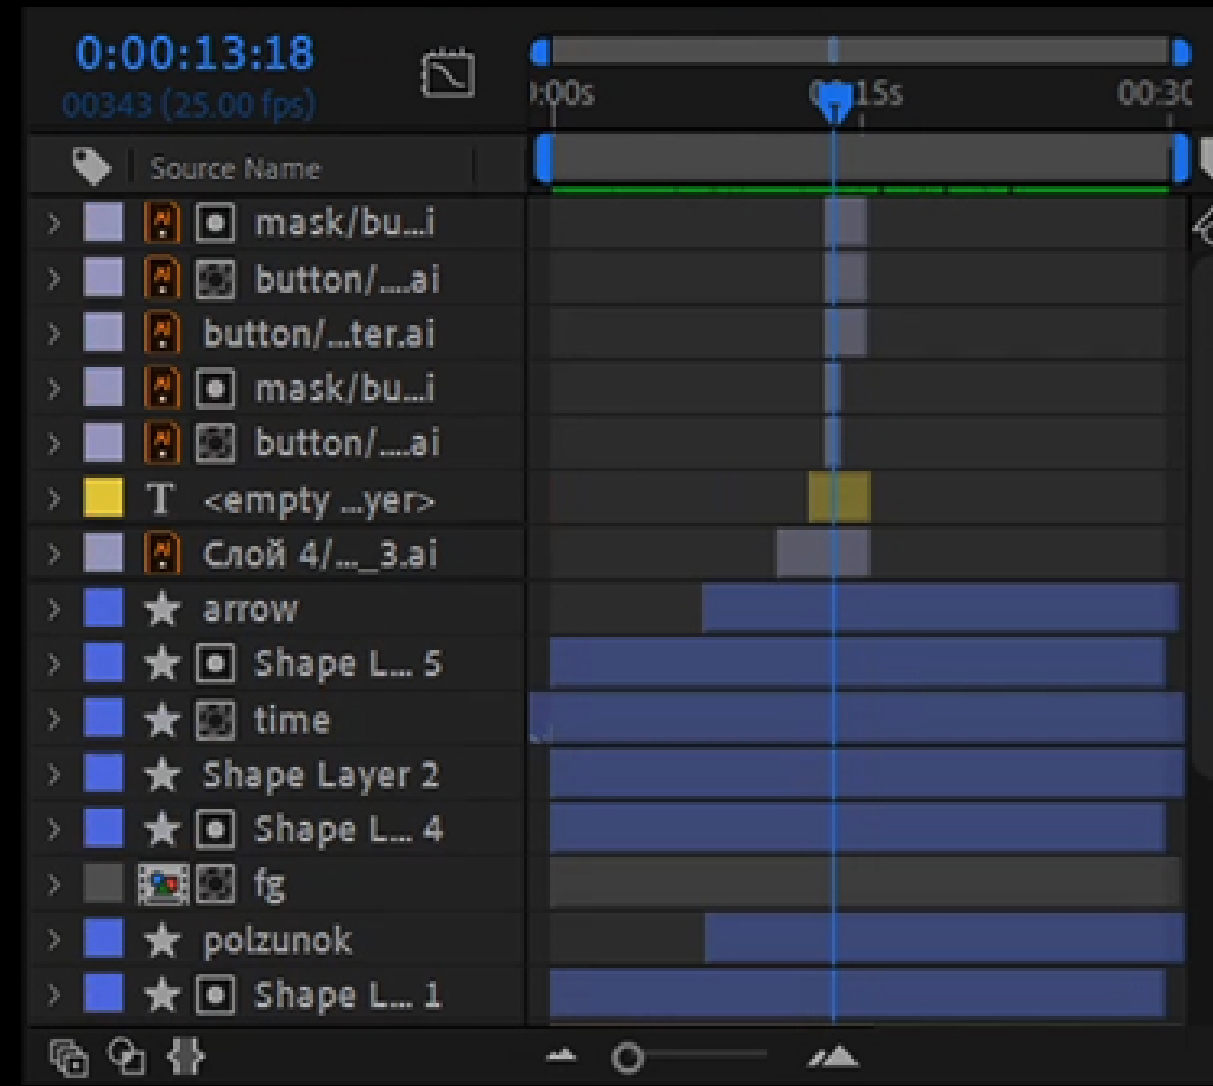 0:00:13:18
00343 (25.00 fps)
:00s 15s 00:30
Source Name
mask/bu...i
button/....ai
button/...ter.ai
mask/bu...i
button/....ai
T <empty ...yer>
Слой 4/..._3.ai
arrow
Shape L... 5
time
Shape Layer 2
Shape L... 4
fg
polzunok
Shape L... 1